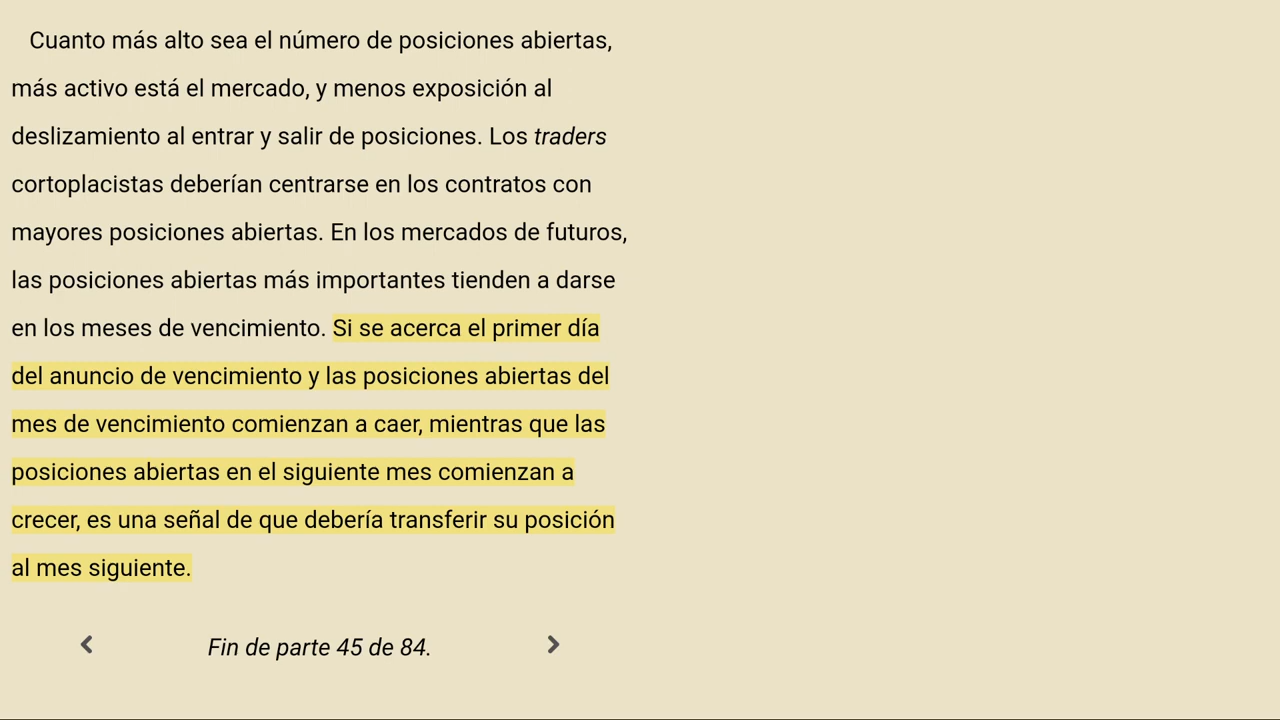 Cuanto más alto sea el número de posiciones abiertas,
más activo está el mercado, y menos exposición al
deslizamiento al entrar y salir de posiciones. Los traders
cortoplacistas deberían centrarse en los contratos con
mayores posiciones abiertas. En los mercados de futuros,
las posiciones abiertas más importantes tienden a darse
en los meses de vencimiento. Si se acerca el primer día
del anuncio de vencimiento y las posiciones abiertas del
mes de vencimiento comienzan a caer, mientras que las
posiciones abiertas en el siguiente mes comienzan a
crecer, es una señal de que debería transferir su posición
al mes siguiente.
Fin de parte 45 de 84.